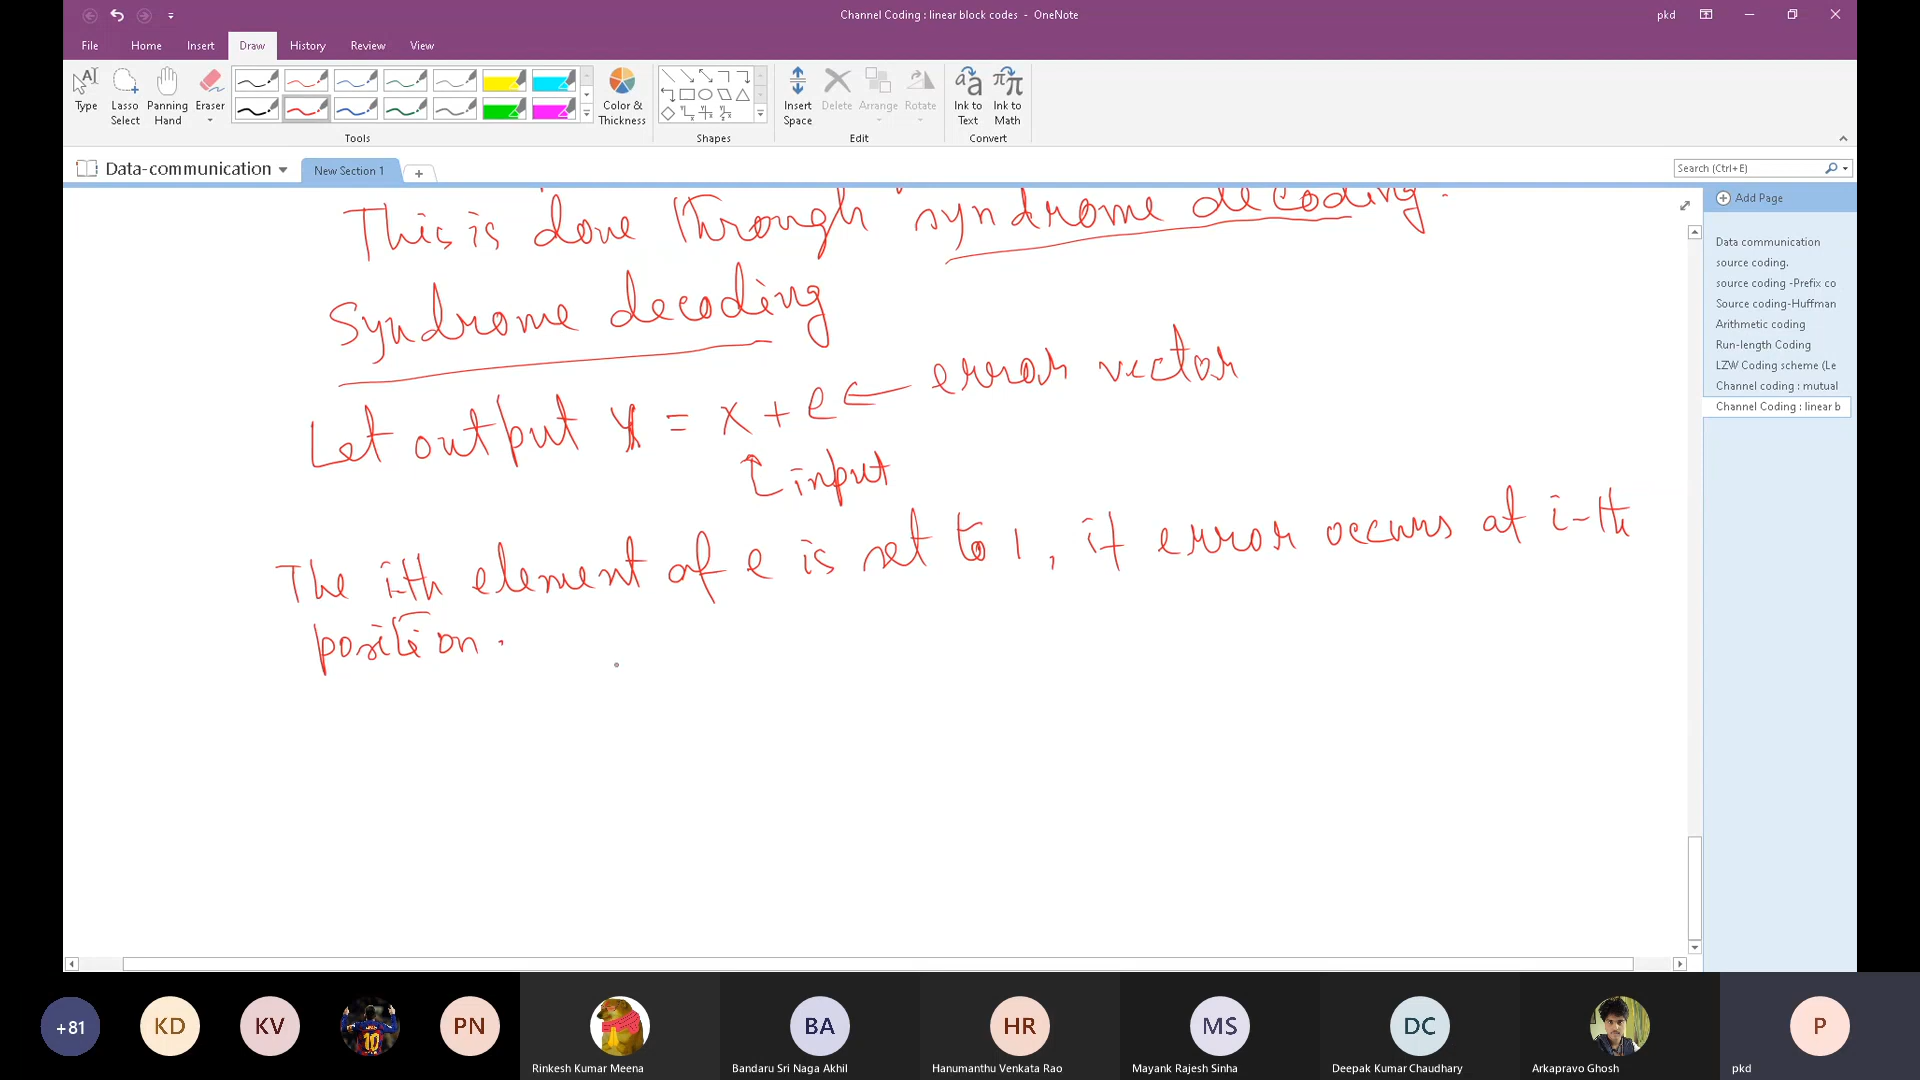 Channel Coding : linear block codes - OneNote
pkd
File Home Insert Draw History Review View
Type
Lasso Select
Panning Hand
Eraser
Color & Thickness
Insert Space
Delete
Arrange
Rotate
Ink to Text
Ink to Math
Tools
Shapes
Edit
Convert
Data-communication
New Section 1
Search (Ctrl+E)
Add Page
Data communication
source coding.
source coding -Prefix co
Source coding-Huffman
Arithmetic coding
Run-length Coding
LZW Coding scheme (Le
Channel coding : mutual
Channel Coding : linear b
This is done through syndrome decoding.
Syndrome decoding
Let output y = x + e ← error vector
input
The i-th element of e is set to 1, if error occurs at i-th
position.
+81
KD
KV
10
PN
BA
HR
MS
DC
P
Rinkesh Kumar Meena
Bandaru Sri Naga Akhil
Hanumanthu Venkata Rao
Mayank Rajesh Sinha
Deepak Kumar Chaudhary
Arkapravo Ghosh
pkd